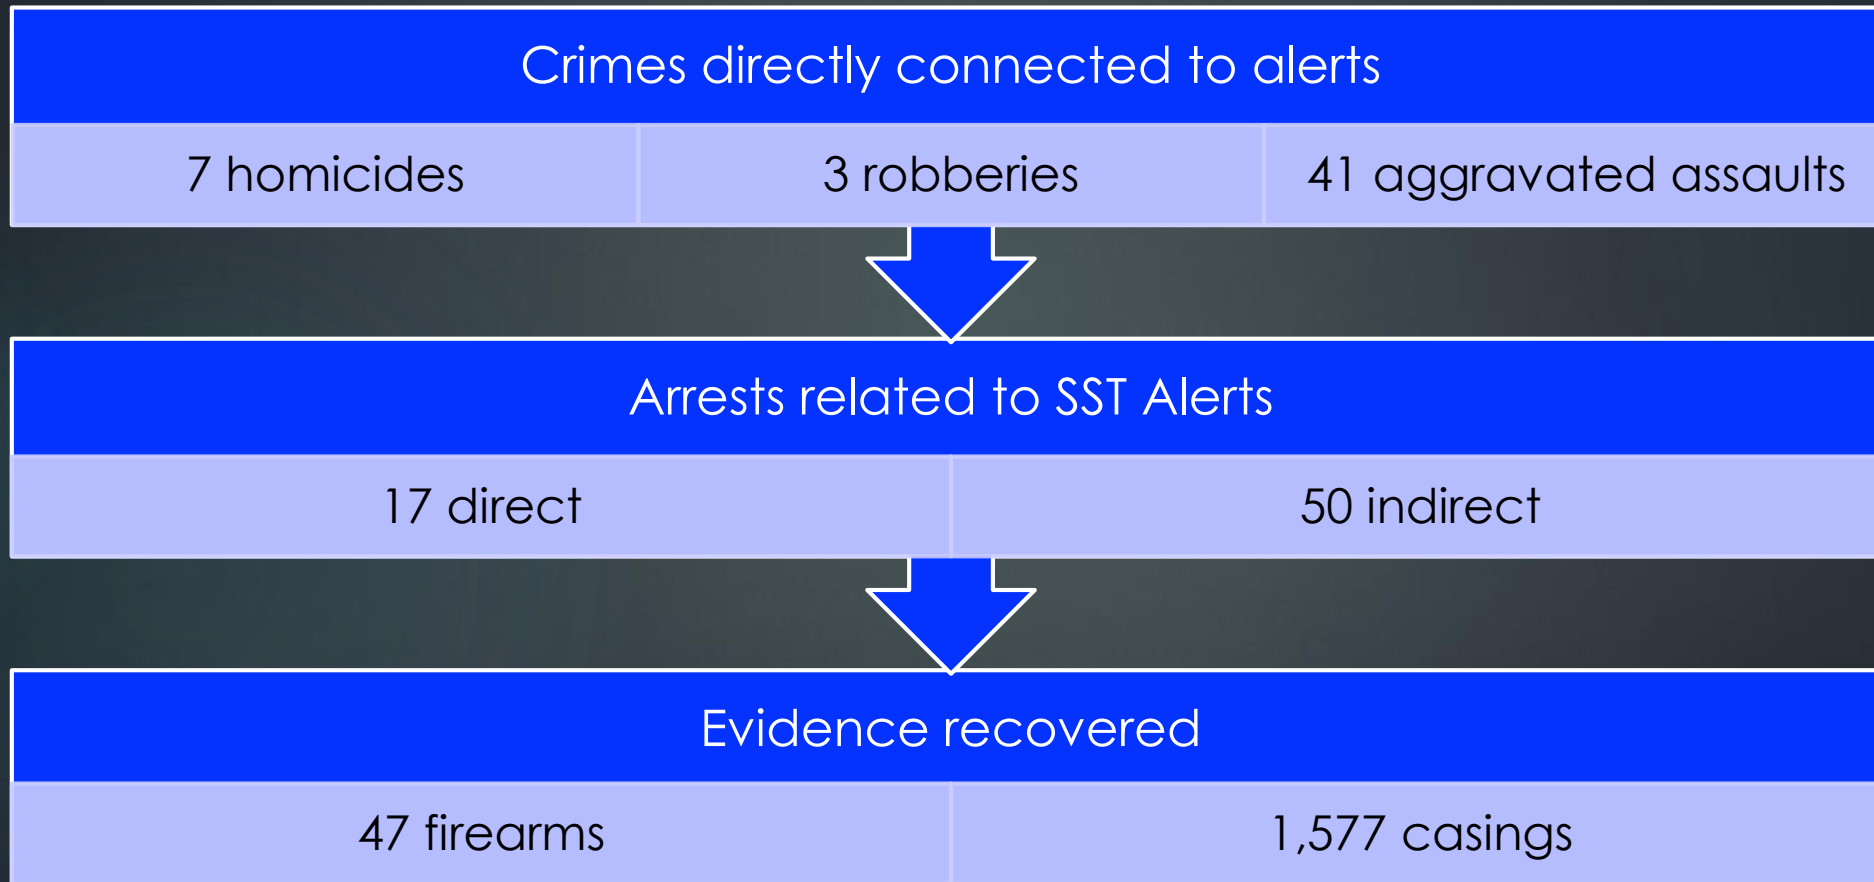 Crimes directly connected to alerts
7 homicides
3 robberies
41 aggravated assaults
Arrests related to SST Alerts
17 direct
50 indirect
Evidence recovered
47 firearms
1,577 casings